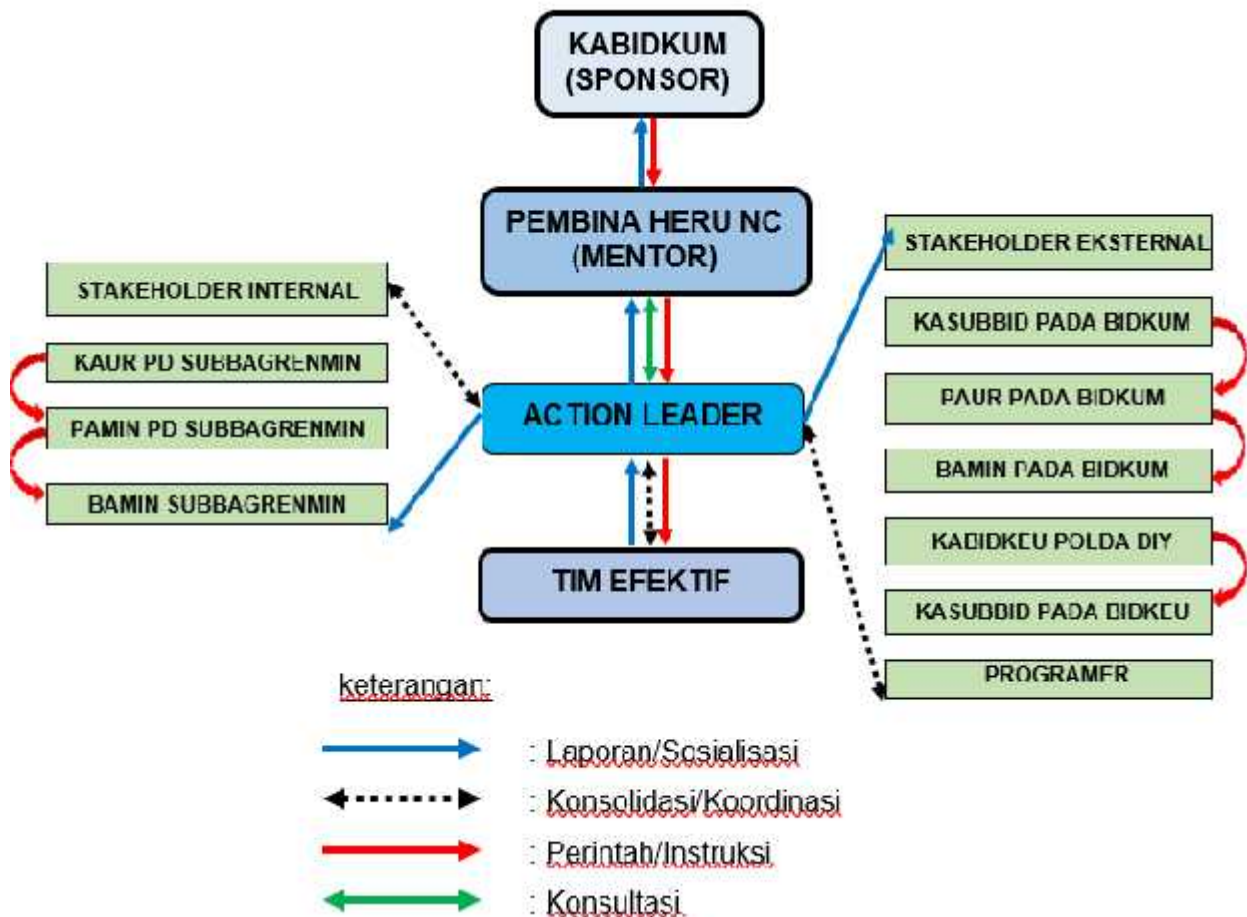 KABIDKUM
(SPONSOR)
PEMBINA HERU NC
(MENTOR)
STAKEHOLDER INTERNAL
KAUR PD SUBBAGRENMIN
PAMIN PD SUBBAGRENMIN
BAMIN SUBBAGRENMIN
ACTION LEADER
TIM EFEKTIF
STAKEHOLDER EKSTERNAL
KASUBBID PADA BIDKUM
PAUR PADA BIDKUM
BAMIN PADA BIDKUM
KABIDKEU POLDA DIY
KASUBBID PADA BIDKEU
PROGRAMER
keterangan:
: Laporan/Sosialisasi
: Konsolidasi/Koordinasi
: Perintah/Instruksi
: Konsultasi